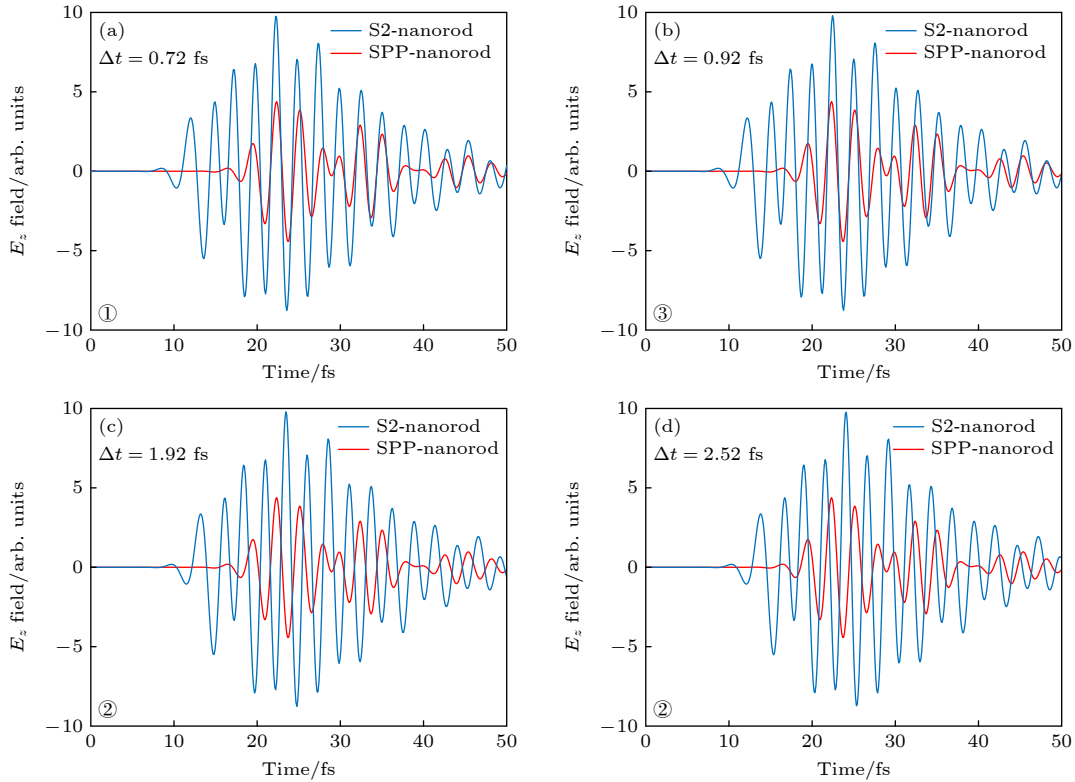 (a)
Δt = 0.72 fs
S2-nanorod
SPP-nanorod
10
5
0
−5
−10
E_z field/arb. units
①
0 10 20 30 40 50
Time/fs
(b)
Δt = 0.92 fs
S2-nanorod
SPP-nanorod
10
5
0
−5
−10
E_z field/arb. units
③
0 10 20 30 40 50
Time/fs
(c)
Δt = 1.92 fs
S2-nanorod
SPP-nanorod
10
5
0
−5
−10
E_z field/arb. units
②
0 10 20 30 40 50
Time/fs
(d)
Δt = 2.52 fs
S2-nanorod
SPP-nanorod
10
5
0
−5
−10
E_z field/arb. units
②
0 10 20 30 40 50
Time/fs